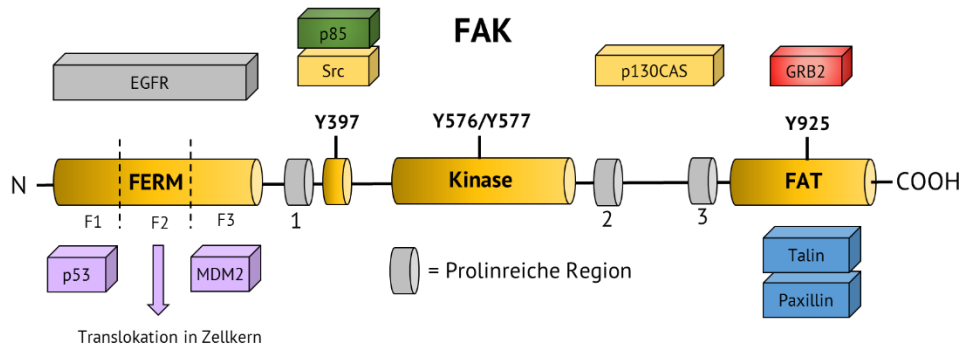 FAK
p85
EGFR
Src
p130CAS
GRB2
Y397
Y576/Y577
Y925
N
FERM
Kinase
FAT
COOH
F1
F2
F3
1
2
3
p53
MDM2
= Prolinreiche Region
Talin
Paxillin
Translokation in Zellkern